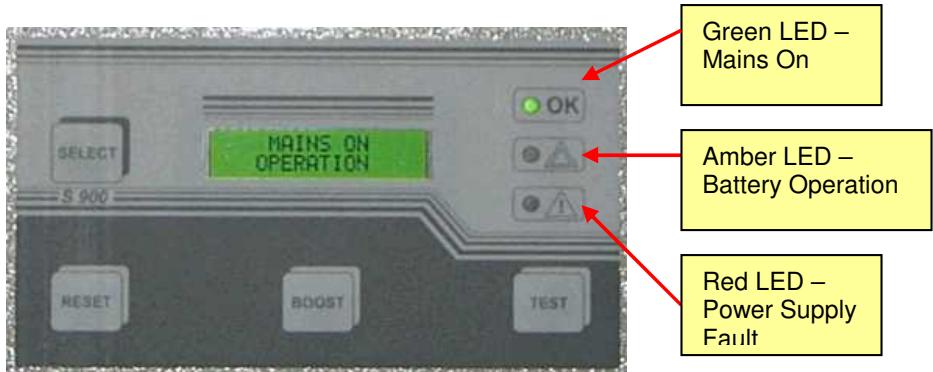 Green LED –
Mains On
OK
MAINS ON
OPERATION
SELECT
Amber LED –
Battery Operation
S 900
RESET
BOOST
TEST
Red LED –
Power Supply
Fault